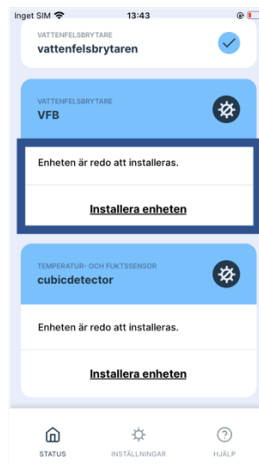 Inget SIM 13:43
VATTENFELSBRYTARE
vattenfelsbrytaren
VATTENFELSBRYTARE
VFB
Enheten är redo att installeras.
Installera enheten
TEMPERATUR- OCH FUKTSSENSOR
cubicdetector
Enheten är redo att installeras.
Installera enheten
STATUS INSTÄLLNINGAR HJÄLP